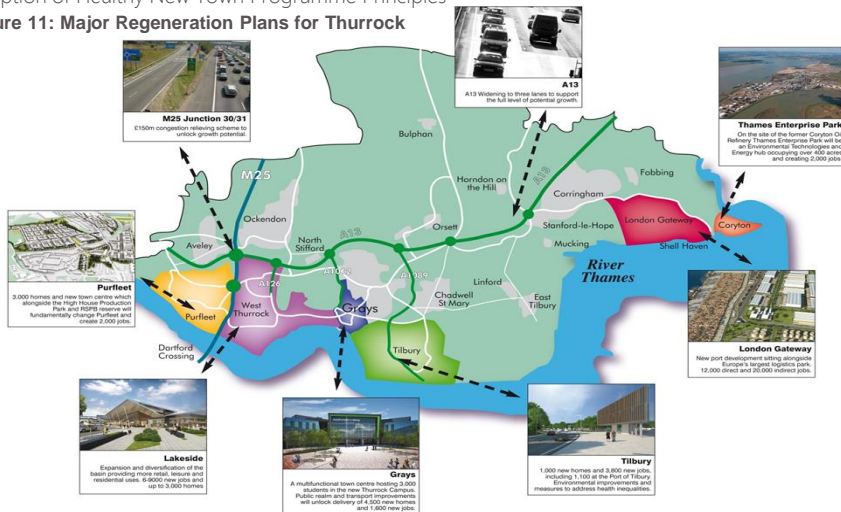 ption of Healthy New Town Programme Principles
ure 11: Major Regeneration Plans for Thurrock
M25 Junction 30/31
£150m congestion relieving scheme to
unlock growth potential.
A13
A13 Widening to three lanes to support
the full level of potential growth.
Thames Enterprise Park
On the site of the former Coryton Oil
Refinery Thames Enterprise Park will be
an Environmental Technologies and
Energy hub occupying over 400 acres
and creating 2,000 jobs.
Bulphan
Horndon on
the Hill
Fobbing
M25
Ockendon
A13
Corringham
London Gateway
Coryton
Aveley
North
Stifford
A13
Orsett
Stanford-le-Hope
Mucking
Shell Haven
River
Thames
A126
A1089
Linford
Purfleet
3,000 homes and new town centre which
alongside the High House Production
Park and RSPB reserve will
fundamentally change Purfleet and
create 2,000 jobs.
West
Thurrock
Grays
Chadwell
St Mary
East
Tilbury
Purfleet
Tilbury
Dartford
Crossing
London Gateway
New port development sitting alongside
Europe's largest logistics park.
12,000 direct and 20,000 indirect jobs.
Lakeside
Expansion and diversification of the
basin providing more retail, leisure and
residential uses. 6-9000 new jobs and
up to 3,000 homes
Grays
A multifunctional town centre hosting 3,000
students in the new Thurrock Campus.
Public realm and transport improvements
will unlock delivery of 4,500 new homes
and 1,600 new jobs.
Tilbury
1,000 new homes and 3,800 new jobs,
including 1,100 at the Port of Tilbury.
Environmental improvements and
measures to address health inequalities.